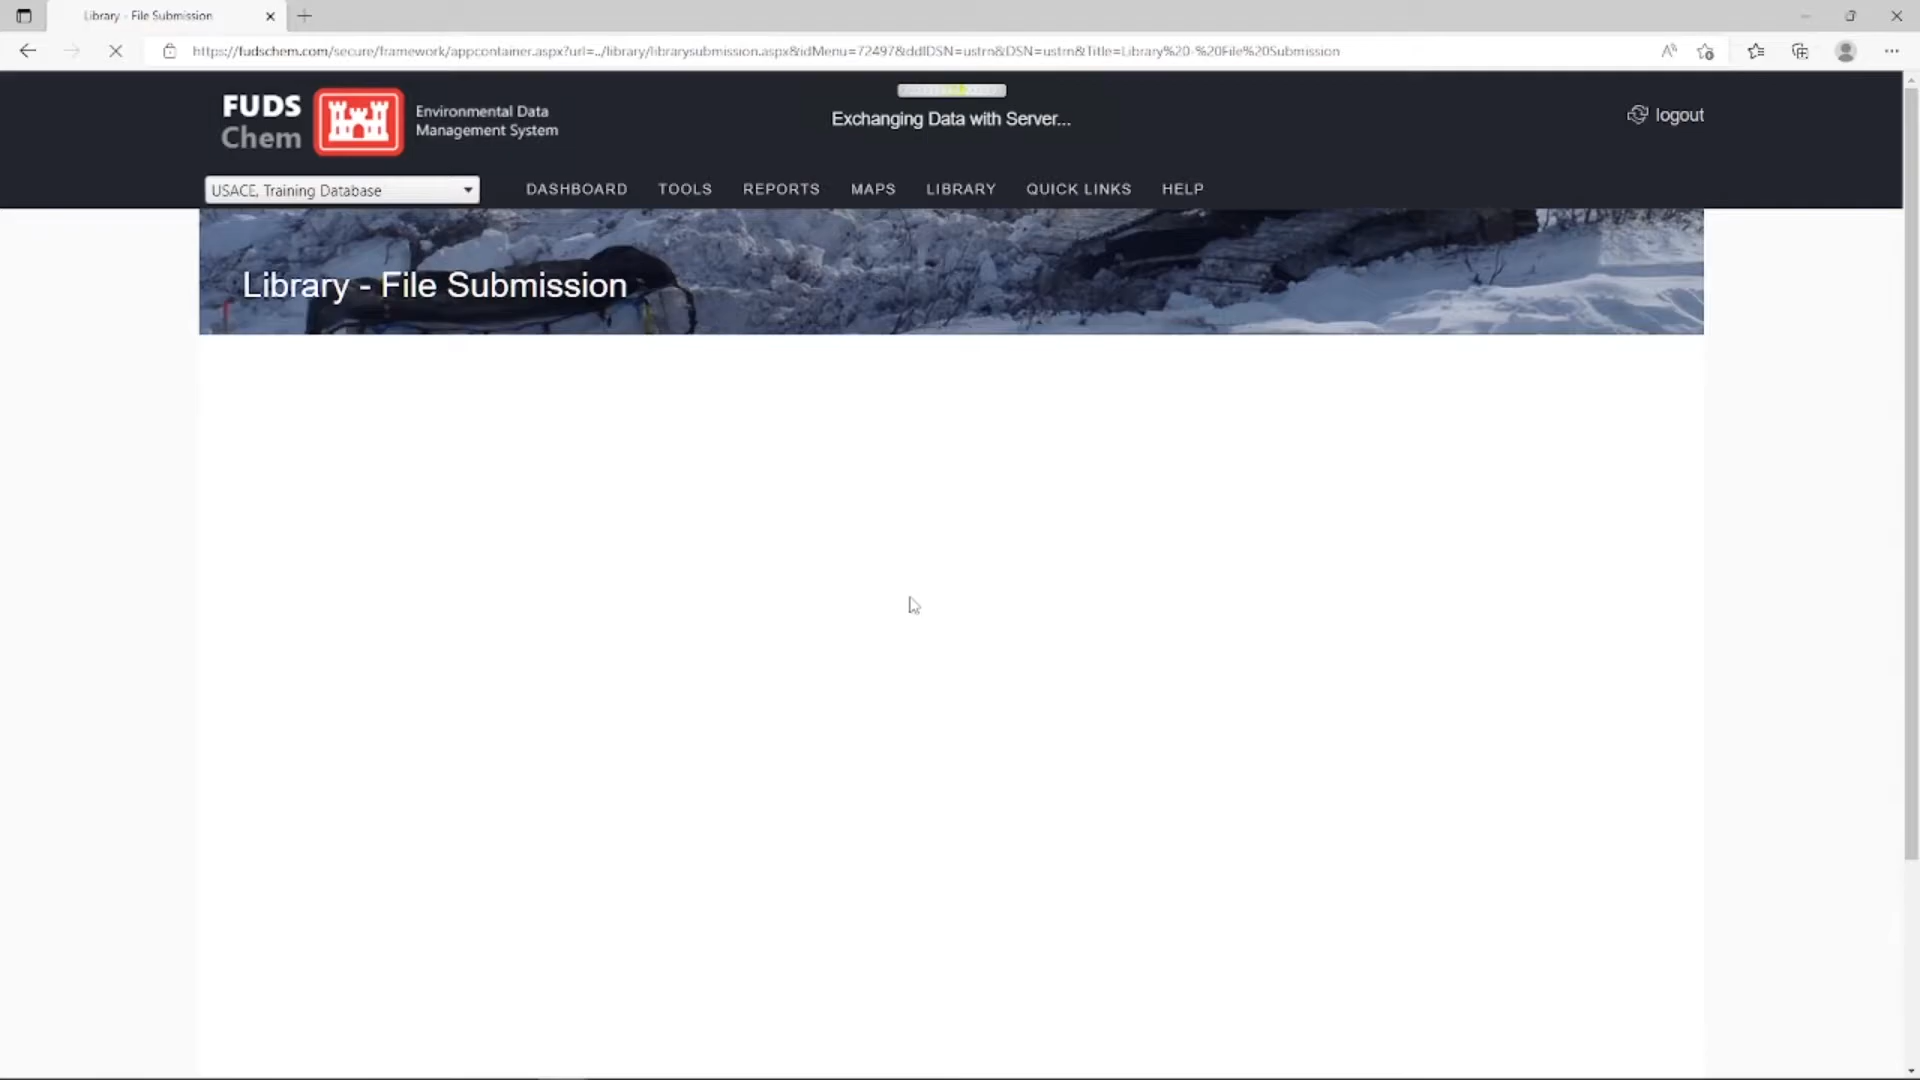 Library - File Submission
https://fudschem.com/secure/framework/appcontainer.aspx?url=../library/librarysubmission.aspx&idMenu=72497&ddlDSN=ustrn&DSN=ustrn&Title=Library%20-%20File%20Submission
FUDS
Chem
Environmental Data
Management System
Exchanging Data with Server...
logout
USACE, Training Database
DASHBOARD TOOLS REPORTS MAPS LIBRARY QUICK LINKS HELP
Library - File Submission